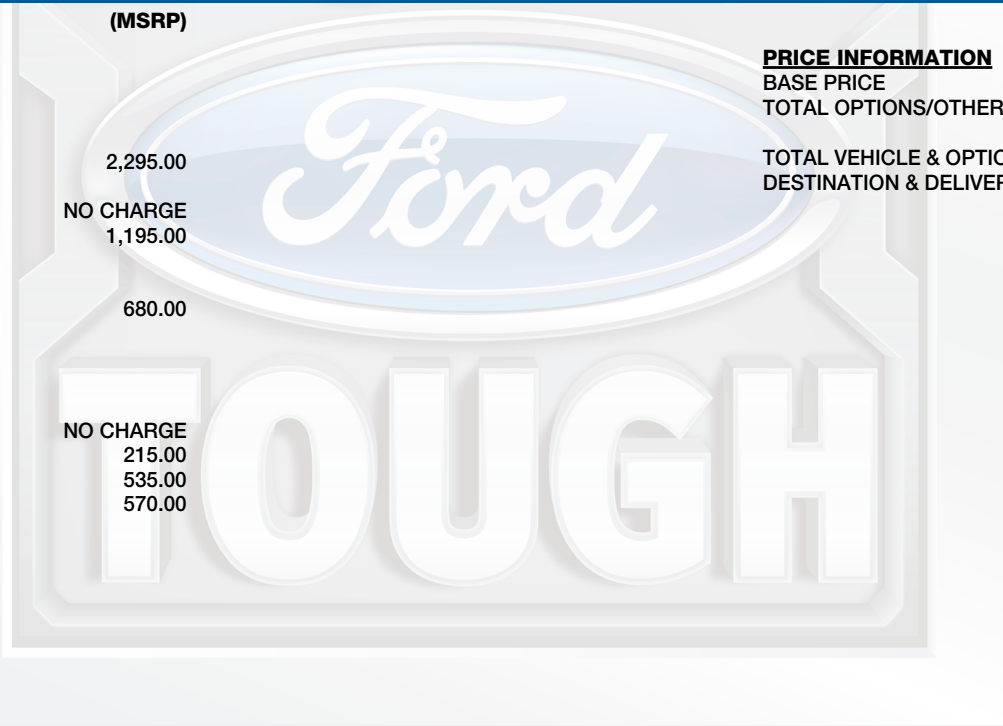 (MSRP)
2,295.00
NO CHARGE
1,195.00
680.00
NO CHARGE
215.00
535.00
570.00
PRICE INFORMATION
BASE PRICE
TOTAL OPTIONS/OTHER
TOTAL VEHICLE & OPTIO
DESTINATION & DELIVER
Ford
TOUGH